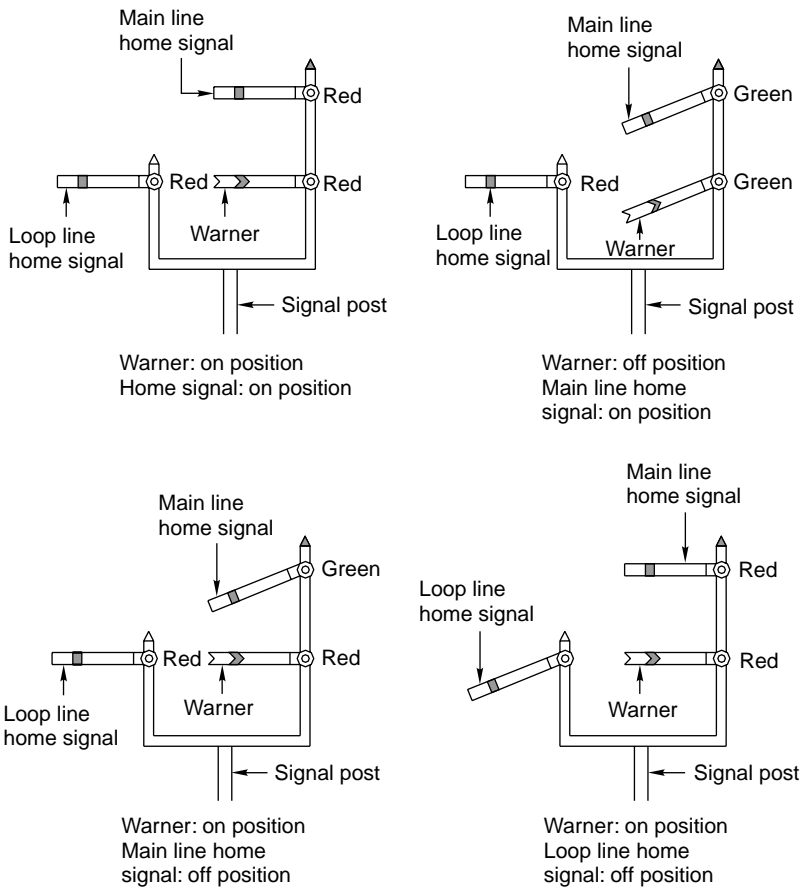 Main line
home signal
Red
Red
Red
Loop line
home signal
Warner
Signal post
Warner: on position
Home signal: on position
Main line
home signal
Green
Red
Green
Loop line
home signal
Warner
Signal post
Warner: off position
Main line home
signal: on position
Main line
home signal
Green
Red
Red
Loop line
home signal
Warner
Signal post
Warner: on position
Main line home
signal: off position
Main line
home signal
Red
Loop line
home signal
Red
Warner
Signal post
Warner: on position
Loop line home
signal: off position